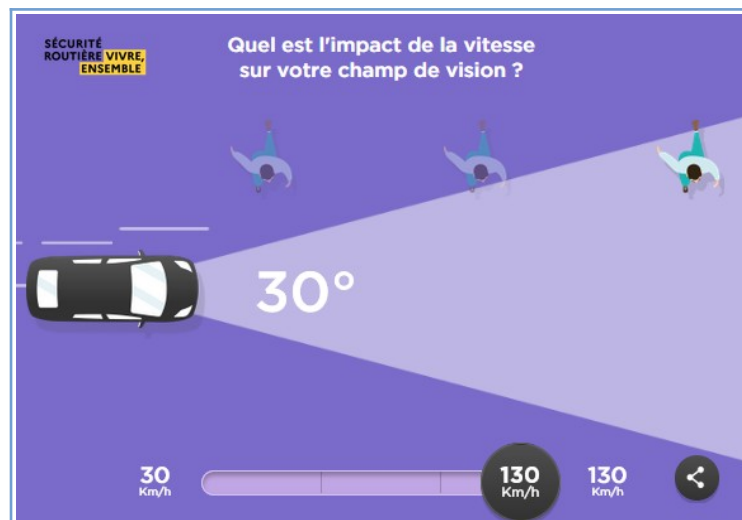 SÉCURITÉ
ROUTIÈRE VIVRE,
ENSEMBLE
Quel est l'impact de la vitesse
sur votre champ de vision ?
30°
30
Km/h
130
Km/h
130
Km/h